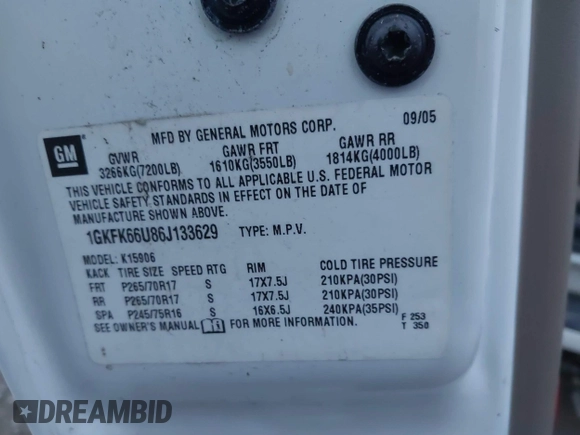 GM
MFD BY GENERAL MOTORS CORP. 09/05
GVWR GAWR FRT GAWR RR
3266KG(7200LB) 1610KG(3550LB) 1814KG(4000LB)
THIS VEHICLE CONFORMS TO ALL APPLICABLE U.S. FEDERAL MOTOR
VEHICLE SAFETY STANDARDS IN EFFECT ON THE DATE OF
MANUFACTURE SHOWN ABOVE.
1GKFK66U86J133629 TYPE: M.P.V.
MODEL: K15906
KACK TIRE SIZE SPEED RTG RIM COLD TIRE PRESSURE
FRT P265/70R17 S 17X7.5J 210KPA(30PSI)
RR P265/70R17 S 17X7.5J 210KPA(30PSI)
SPA P245/75R16 S 16X6.5J 240KPA(35PSI) F 253
SEE OWNER'S MANUAL FOR ADDITIONAL INFORMATION. T 350
DREAMBID